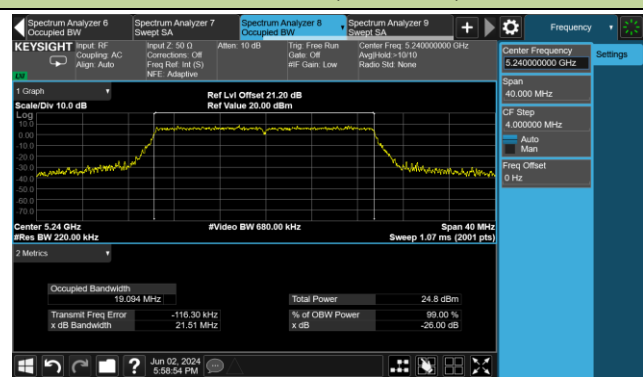 Spectrum Analyzer 6
Occupied BW
Spectrum Analyzer 7
Swept SA
Spectrum Analyzer 8
Occupied BW
Spectrum Analyzer 9
Swept SA
Frequency
KEYSIGHT
Input: RF
Coupling: AC
Align: Auto
Input Z: 50 Ω
Corrections: Off
Freq Ref: Int (S)
NFE: Adaptive
Atten: 10 dB
Trig: Free Run
Gate: Off
#IF Gain: Low
Center Freq: 5.240000000 GHz
Avg|Hold:>10/10
Radio Std: None
LV
Center Frequency
5.240000000 GHz
Settings
Span
40.000 MHz
CF Step
4.000000 MHz
Auto
Man
Freq Offset
0 Hz
1 Graph
Scale/Div 10.0 dB
Ref Lvl Offset 21.20 dB
Ref Value 20.00 dBm
Log
10.0
0.00
-10.0
-20.0
-30.0
-40.0
-50.0
-60.0
-70.0
Center 5.24 GHz
#Res BW 220.00 kHz
#Video BW 680.00 kHz
Span 40 MHz
Sweep 1.07 ms (2001 pts)
2 Metrics
Occupied Bandwidth
19.094 MHz
Total Power
24.8 dBm
Transmit Freq Error
-116.30 kHz
% of OBW Power
99.00 %
x dB Bandwidth
21.51 MHz
x dB
-26.00 dB
?
Jun 02, 2024
5:58:54 PM